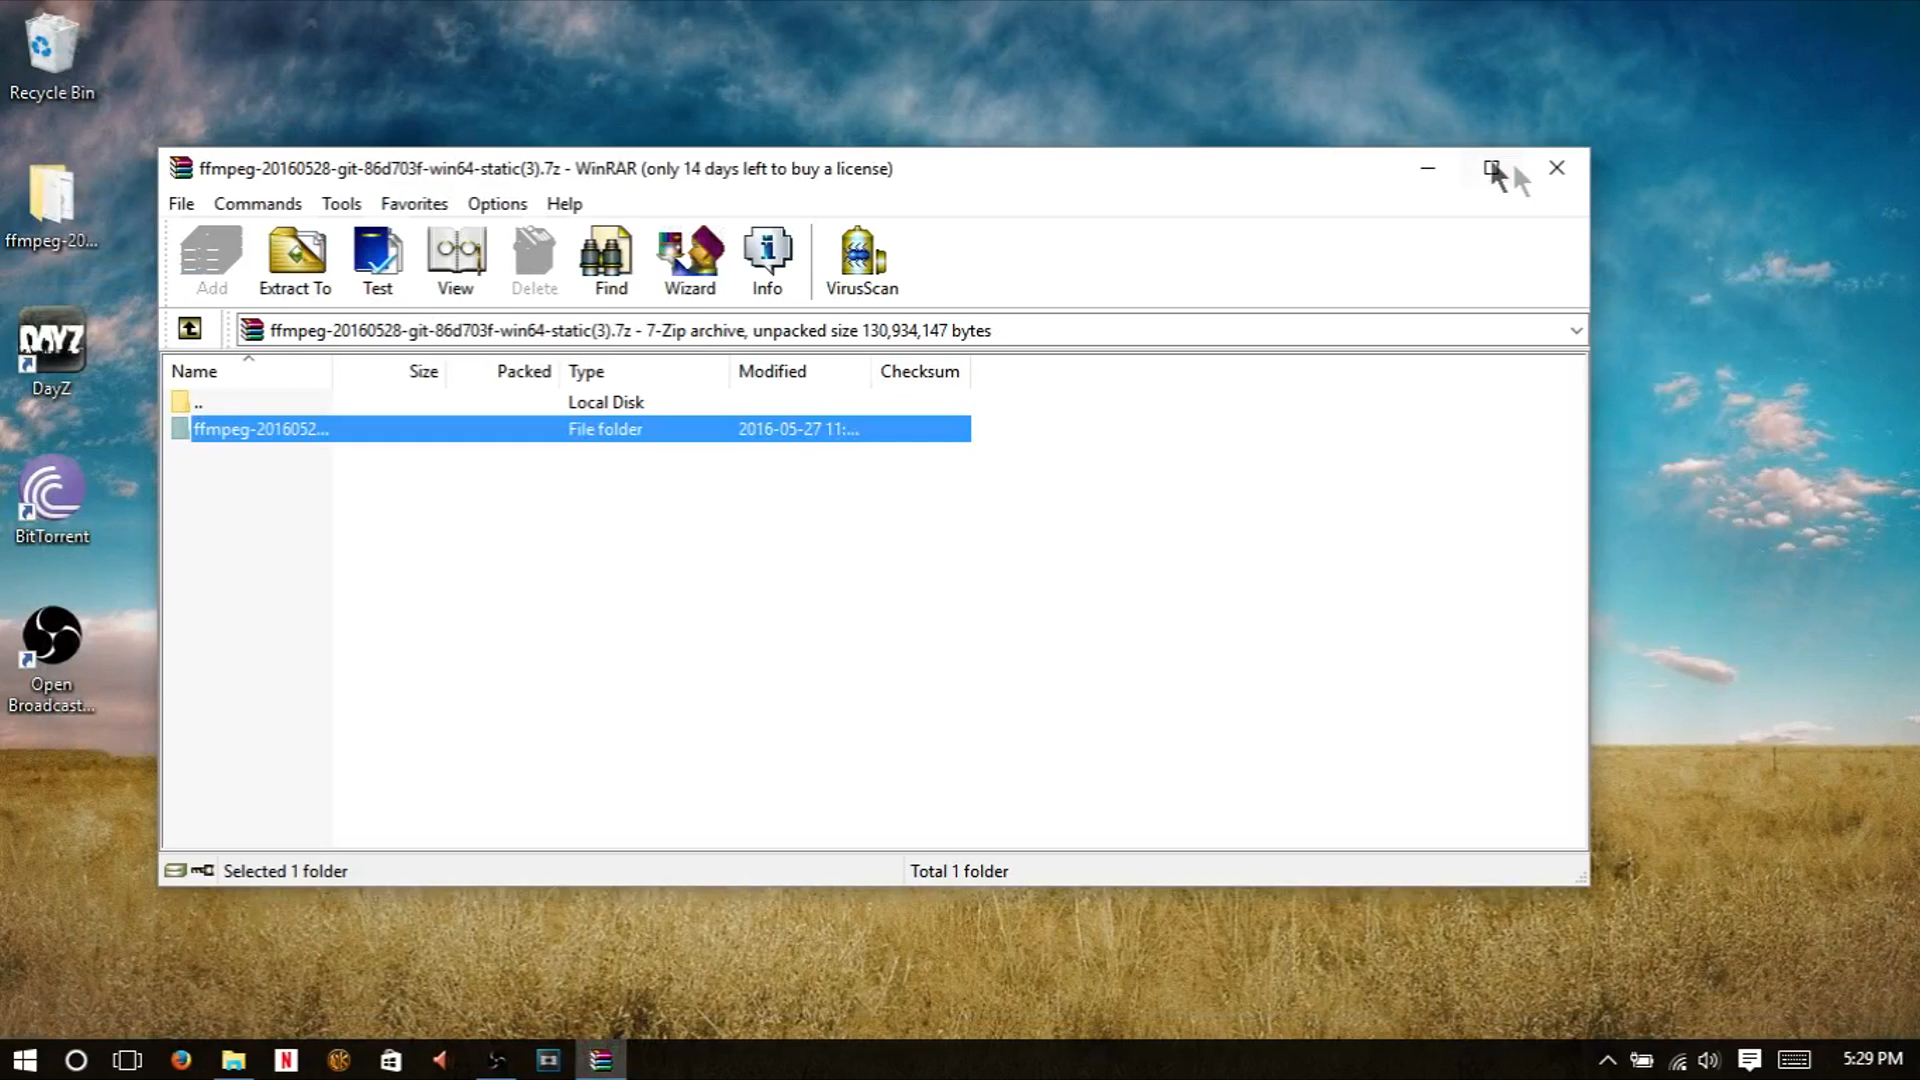 Recycle Bin
ffmpeg-20...
DAYZ
DayZ
BitTorrent
Open
Broadcast...
ffmpeg-20160528-git-86d703f-win64-static(3).7z - WinRAR (only 14 days left to buy a license)
File Commands Tools Favorites Options Help
Add Extract To Test View Delete Find Wizard Info VirusScan
ffmpeg-20160528-git-86d703f-win64-static(3).7z - 7-Zip archive, unpacked size 130,934,147 bytes
Name Size Packed Type Modified Checksum
.. Local Disk
ffmpeg-2016052... File folder 2016-05-27 11:...
Selected 1 folder Total 1 folder
N
5:29 PM